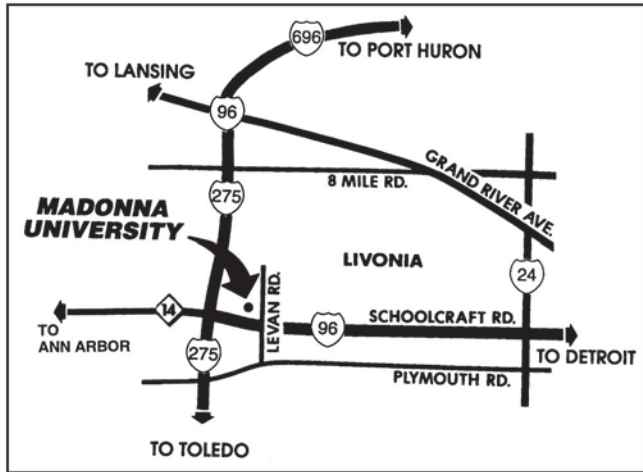 696
TO PORT HURON
TO LANSING
96
GRAND RIVER AVE.
8 MILE RD.
275
MADONNA
UNIVERSITY
LIVONIA
24
LEVAN RD.
14
96
SCHOOLCRAFT RD.
TO
ANN ARBOR
275
TO DETROIT
PLYMOUTH RD.
TO TOLEDO